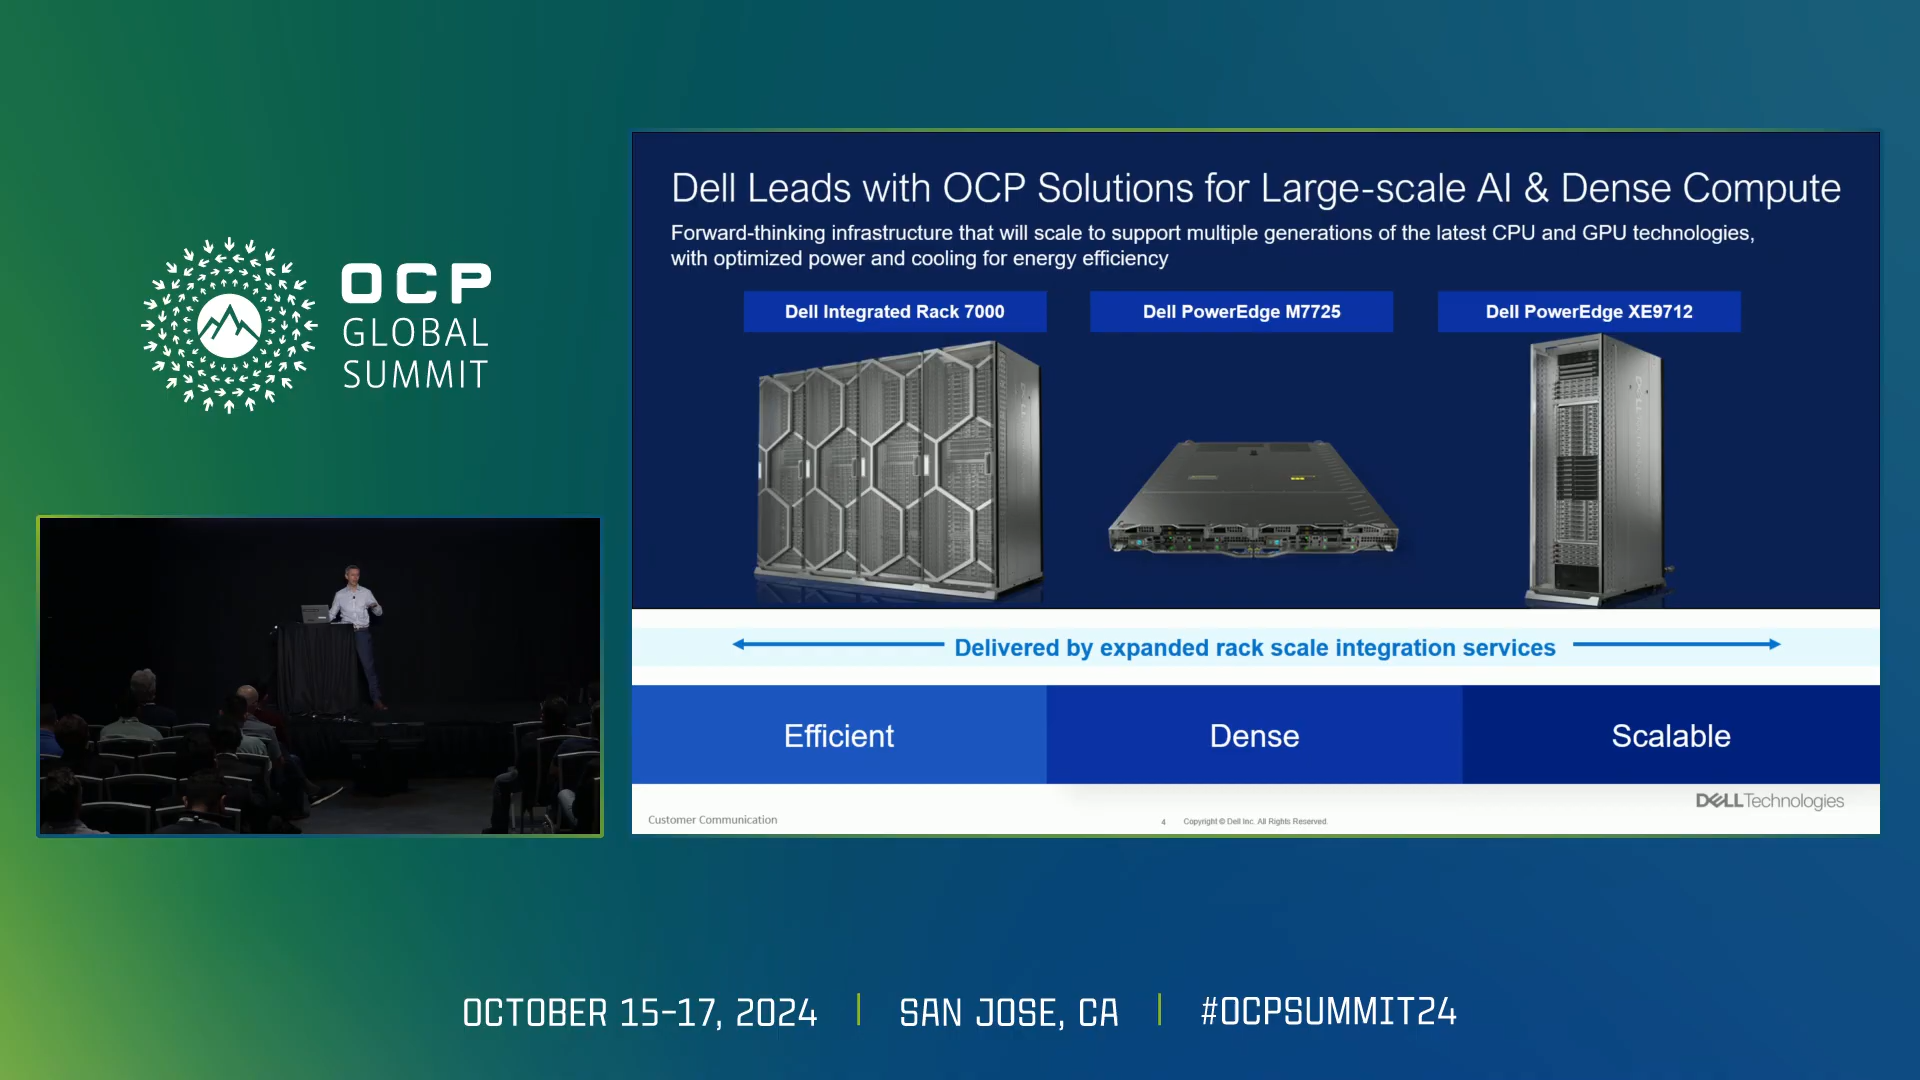 OCP
GLOBAL
SUMMIT
Dell Leads with OCP Solutions for Large-scale AI & Dense Compute
Forward-thinking infrastructure that will scale to support multiple generations of the latest CPU and GPU technologies,
with optimized power and cooling for energy efficiency
Dell Integrated Rack 7000
Dell PowerEdge M7725
Dell PowerEdge XE9712
Delivered by expanded rack scale integration services
Efficient
Dense
Scalable
DELLTechnologies
Customer Communication
4 Copyright © Dell Inc. All Rights Reserved.
OCTOBER 15-17, 2024 | SAN JOSE, CA | #OCPSUMMIT24